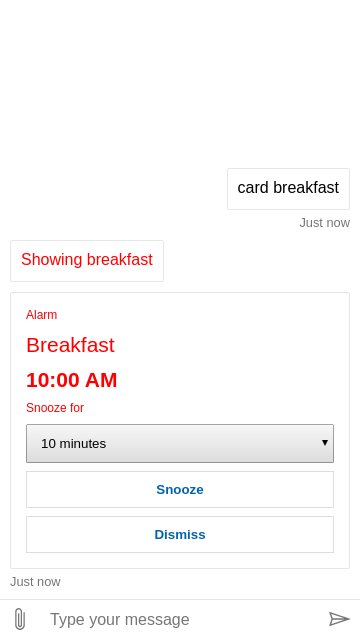 card breakfast
Just now
Showing breakfast
Alarm
Breakfast
10:00 AM
Snooze for
10 minutes
Snooze
Dismiss
Just now
Type your message